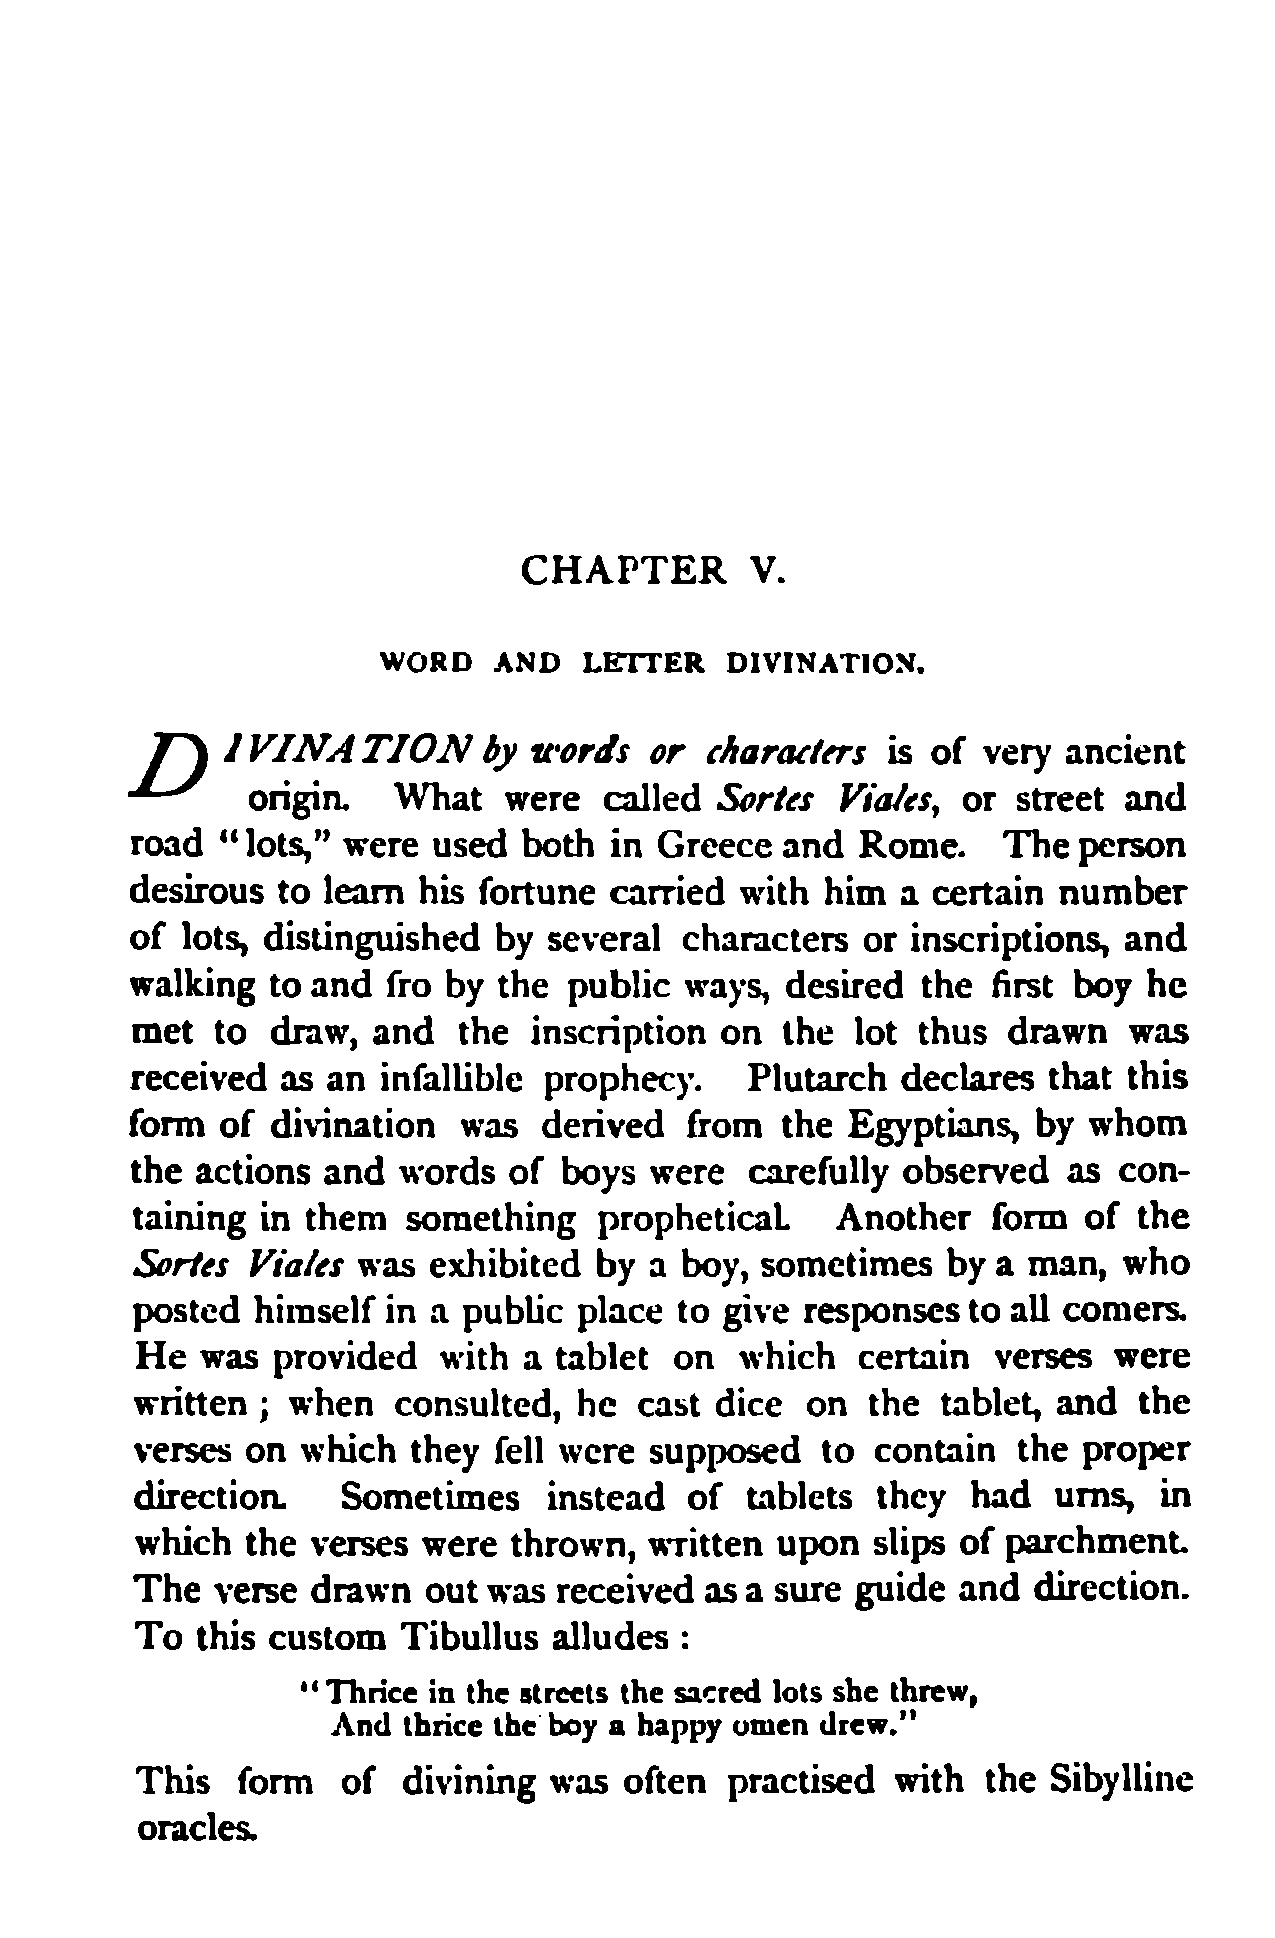 CHAPTER V.
WORD AND LETTER DIVINATION.
DIVINATION by words or characters is of very ancient
origin. What were called Sortes Viales, or street and
road "lots," were used both in Greece and Rome. The person
desirous to learn his fortune carried with him a certain number
of lots, distinguished by several characters or inscriptions, and
walking to and fro by the public ways, desired the first boy he
met to draw, and the inscription on the lot thus drawn was
received as an infallible prophecy. Plutarch declares that this
form of divination was derived from the Egyptians, by whom
the actions and words of boys were carefully observed as con-
taining in them something prophetical. Another form of the
Sortes Viales was exhibited by a boy, sometimes by a man, who
posted himself in a public place to give responses to all comers.
He was provided with a tablet on which certain verses were
written ; when consulted, he cast dice on the tablet, and the
verses on which they fell were supposed to contain the proper
direction. Sometimes instead of tablets they had urns, in
which the verses were thrown, written upon slips of parchment.
The verse drawn out was received as a sure guide and direction.
To this custom Tibullus alludes :
"Thrice in the streets the sacred lots she threw,
And thrice the boy a happy omen drew."
This form of divining was often practised with the Sibylline
oracles.